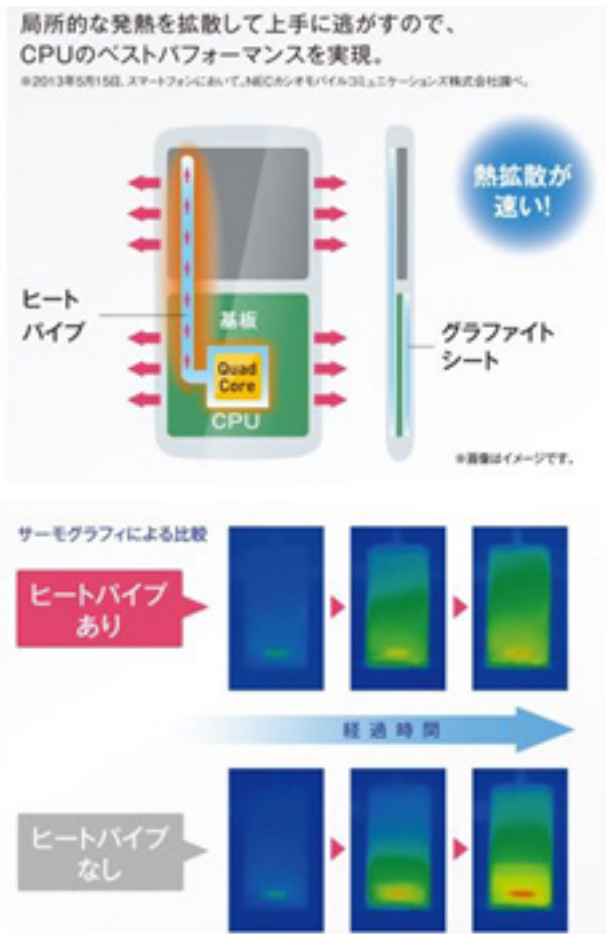 局所的な発熱を拡散して上手に逃がすので、
CPUのベストパフォーマンスを実現。
※2013年5月15日、スマートフォンにおいて。NECカシオモバイルコミュニケーションズ株式会社調べ。
熱拡散が
速い!
ヒート
パイプ
基板
Quad
Core
CPU
グラファイト
シート
※画像はイメージです。
サーモグラフィによる比較
ヒートパイプ
あり
経過時間
ヒートパイプ
なし